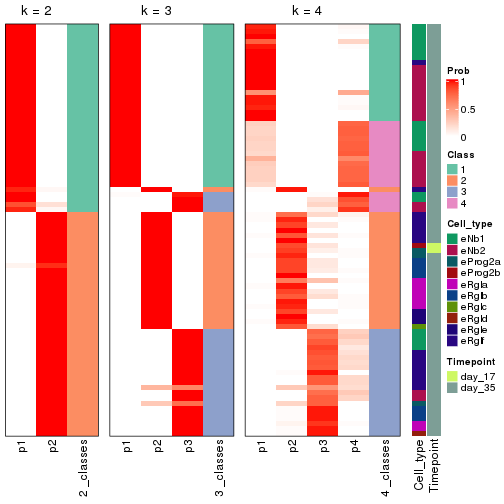 k = 2
k = 3
k = 4
Prob
1
0.5
0
Class
1
2
3
4
Cell_type
eNb1
eNb2
eProg2a
eProg2b
eRgla
eRglb
eRglc
eRgld
eRgle
eRglf
Timepoint
day_17
day_35
p1
p2
2_classes
p1
p2
p3
3_classes
p1
p2
p3
p4
4_classes
Cell_type
Timepoint